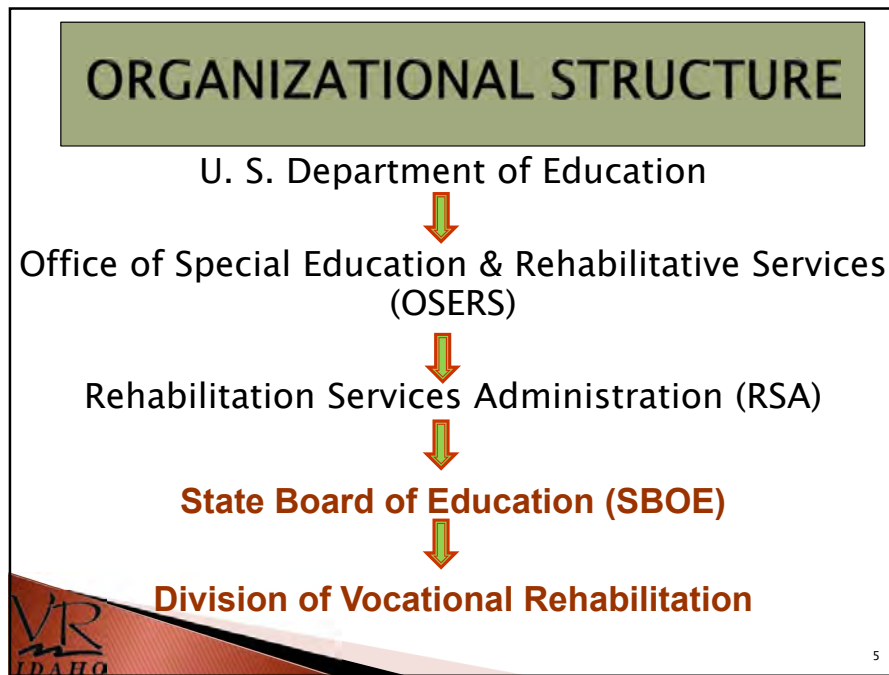 ORGANIZATIONAL STRUCTURE
U. S. Department of Education
Office of Special Education & Rehabilitative Services
(OSERS)
Rehabilitation Services Administration (RSA)
State Board of Education (SBOE)
Division of Vocational Rehabilitation
VR
IDAHO
5